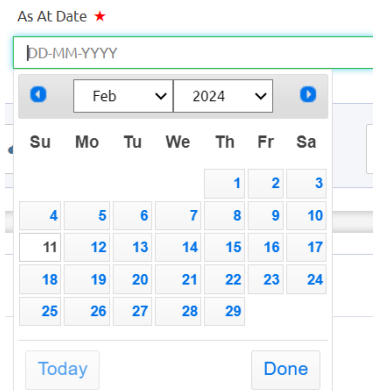 As At Date ★
DD-MM-YYYY
Feb 2024
Su Mo Tu We Th Fr Sa
1 2 3
4 5 6 7 8 9 10
11 12 13 14 15 16 17
18 19 20 21 22 23 24
25 26 27 28 29
Today Done